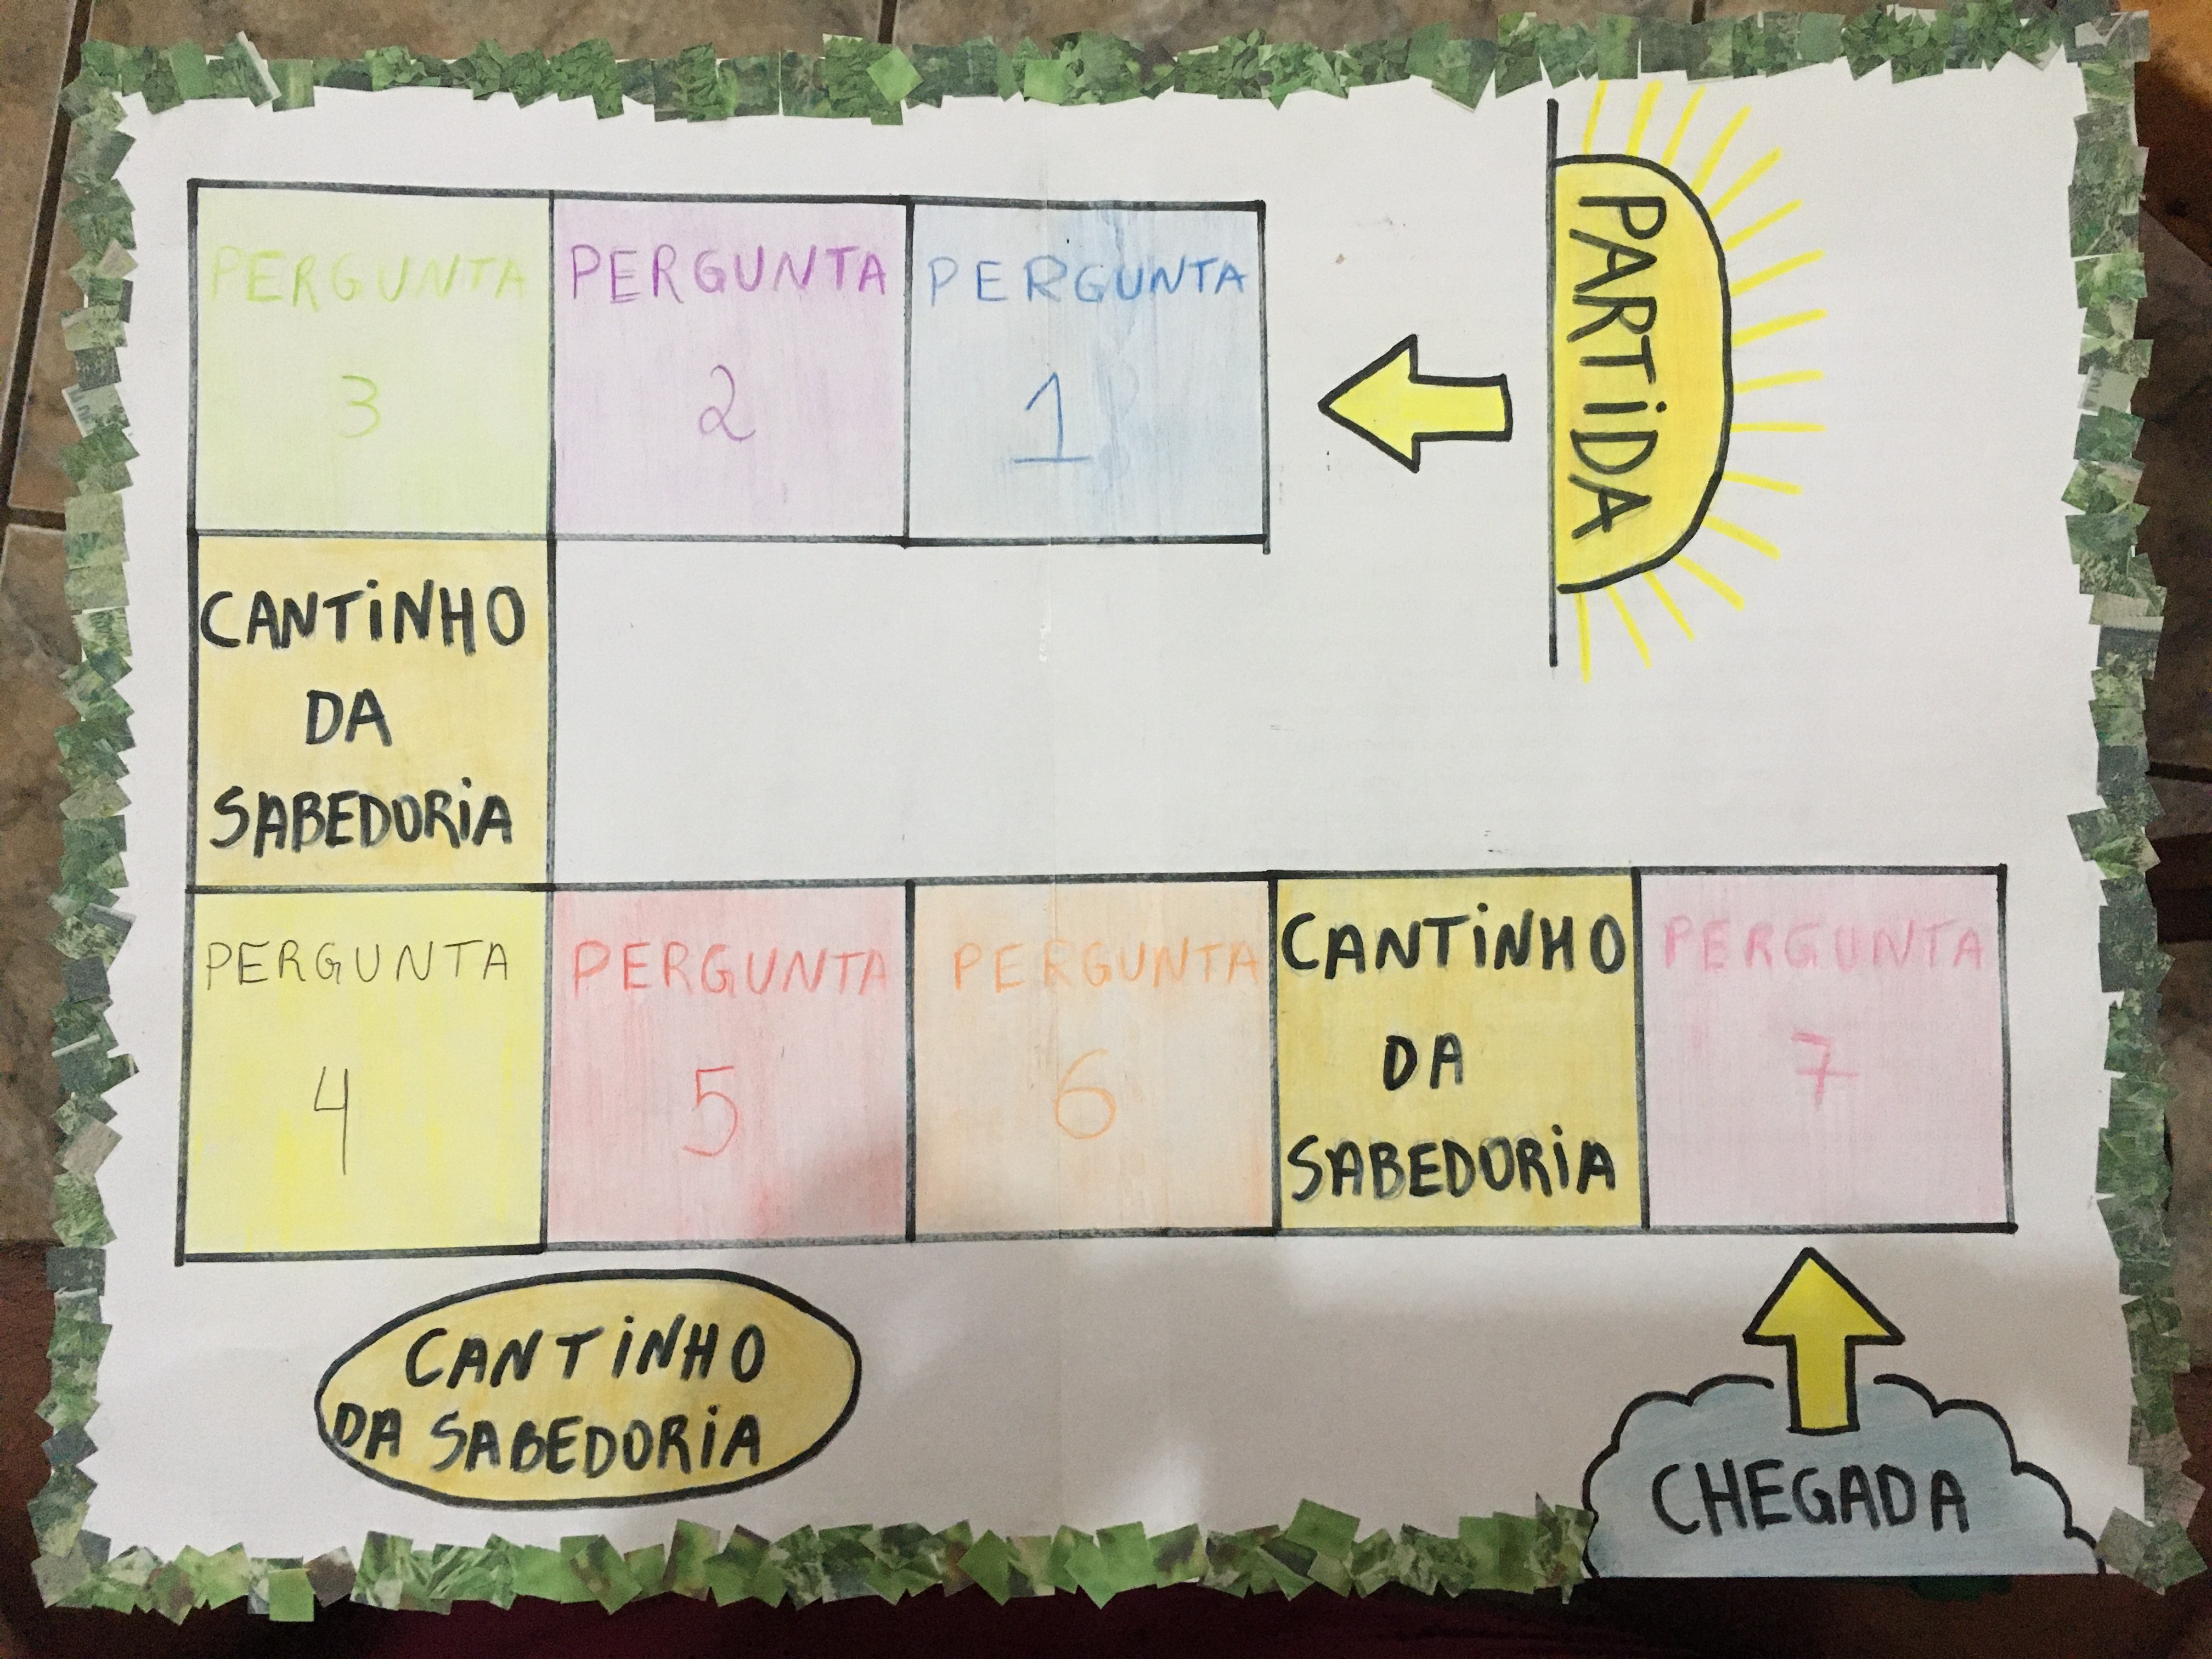 PARTiDA
PERGUNTA
1
PERGUNTA
2
PERGUNTA
3
CANTiNHO
DA
SABEDORiA
PERGUNTA
4
PERGUNTA
5
PERGUNTA
6
CANTiNHO
DA
SABEDORiA
PERGUNTA
7
CANTiNHO
DA SABEDORiA
CHEGADA